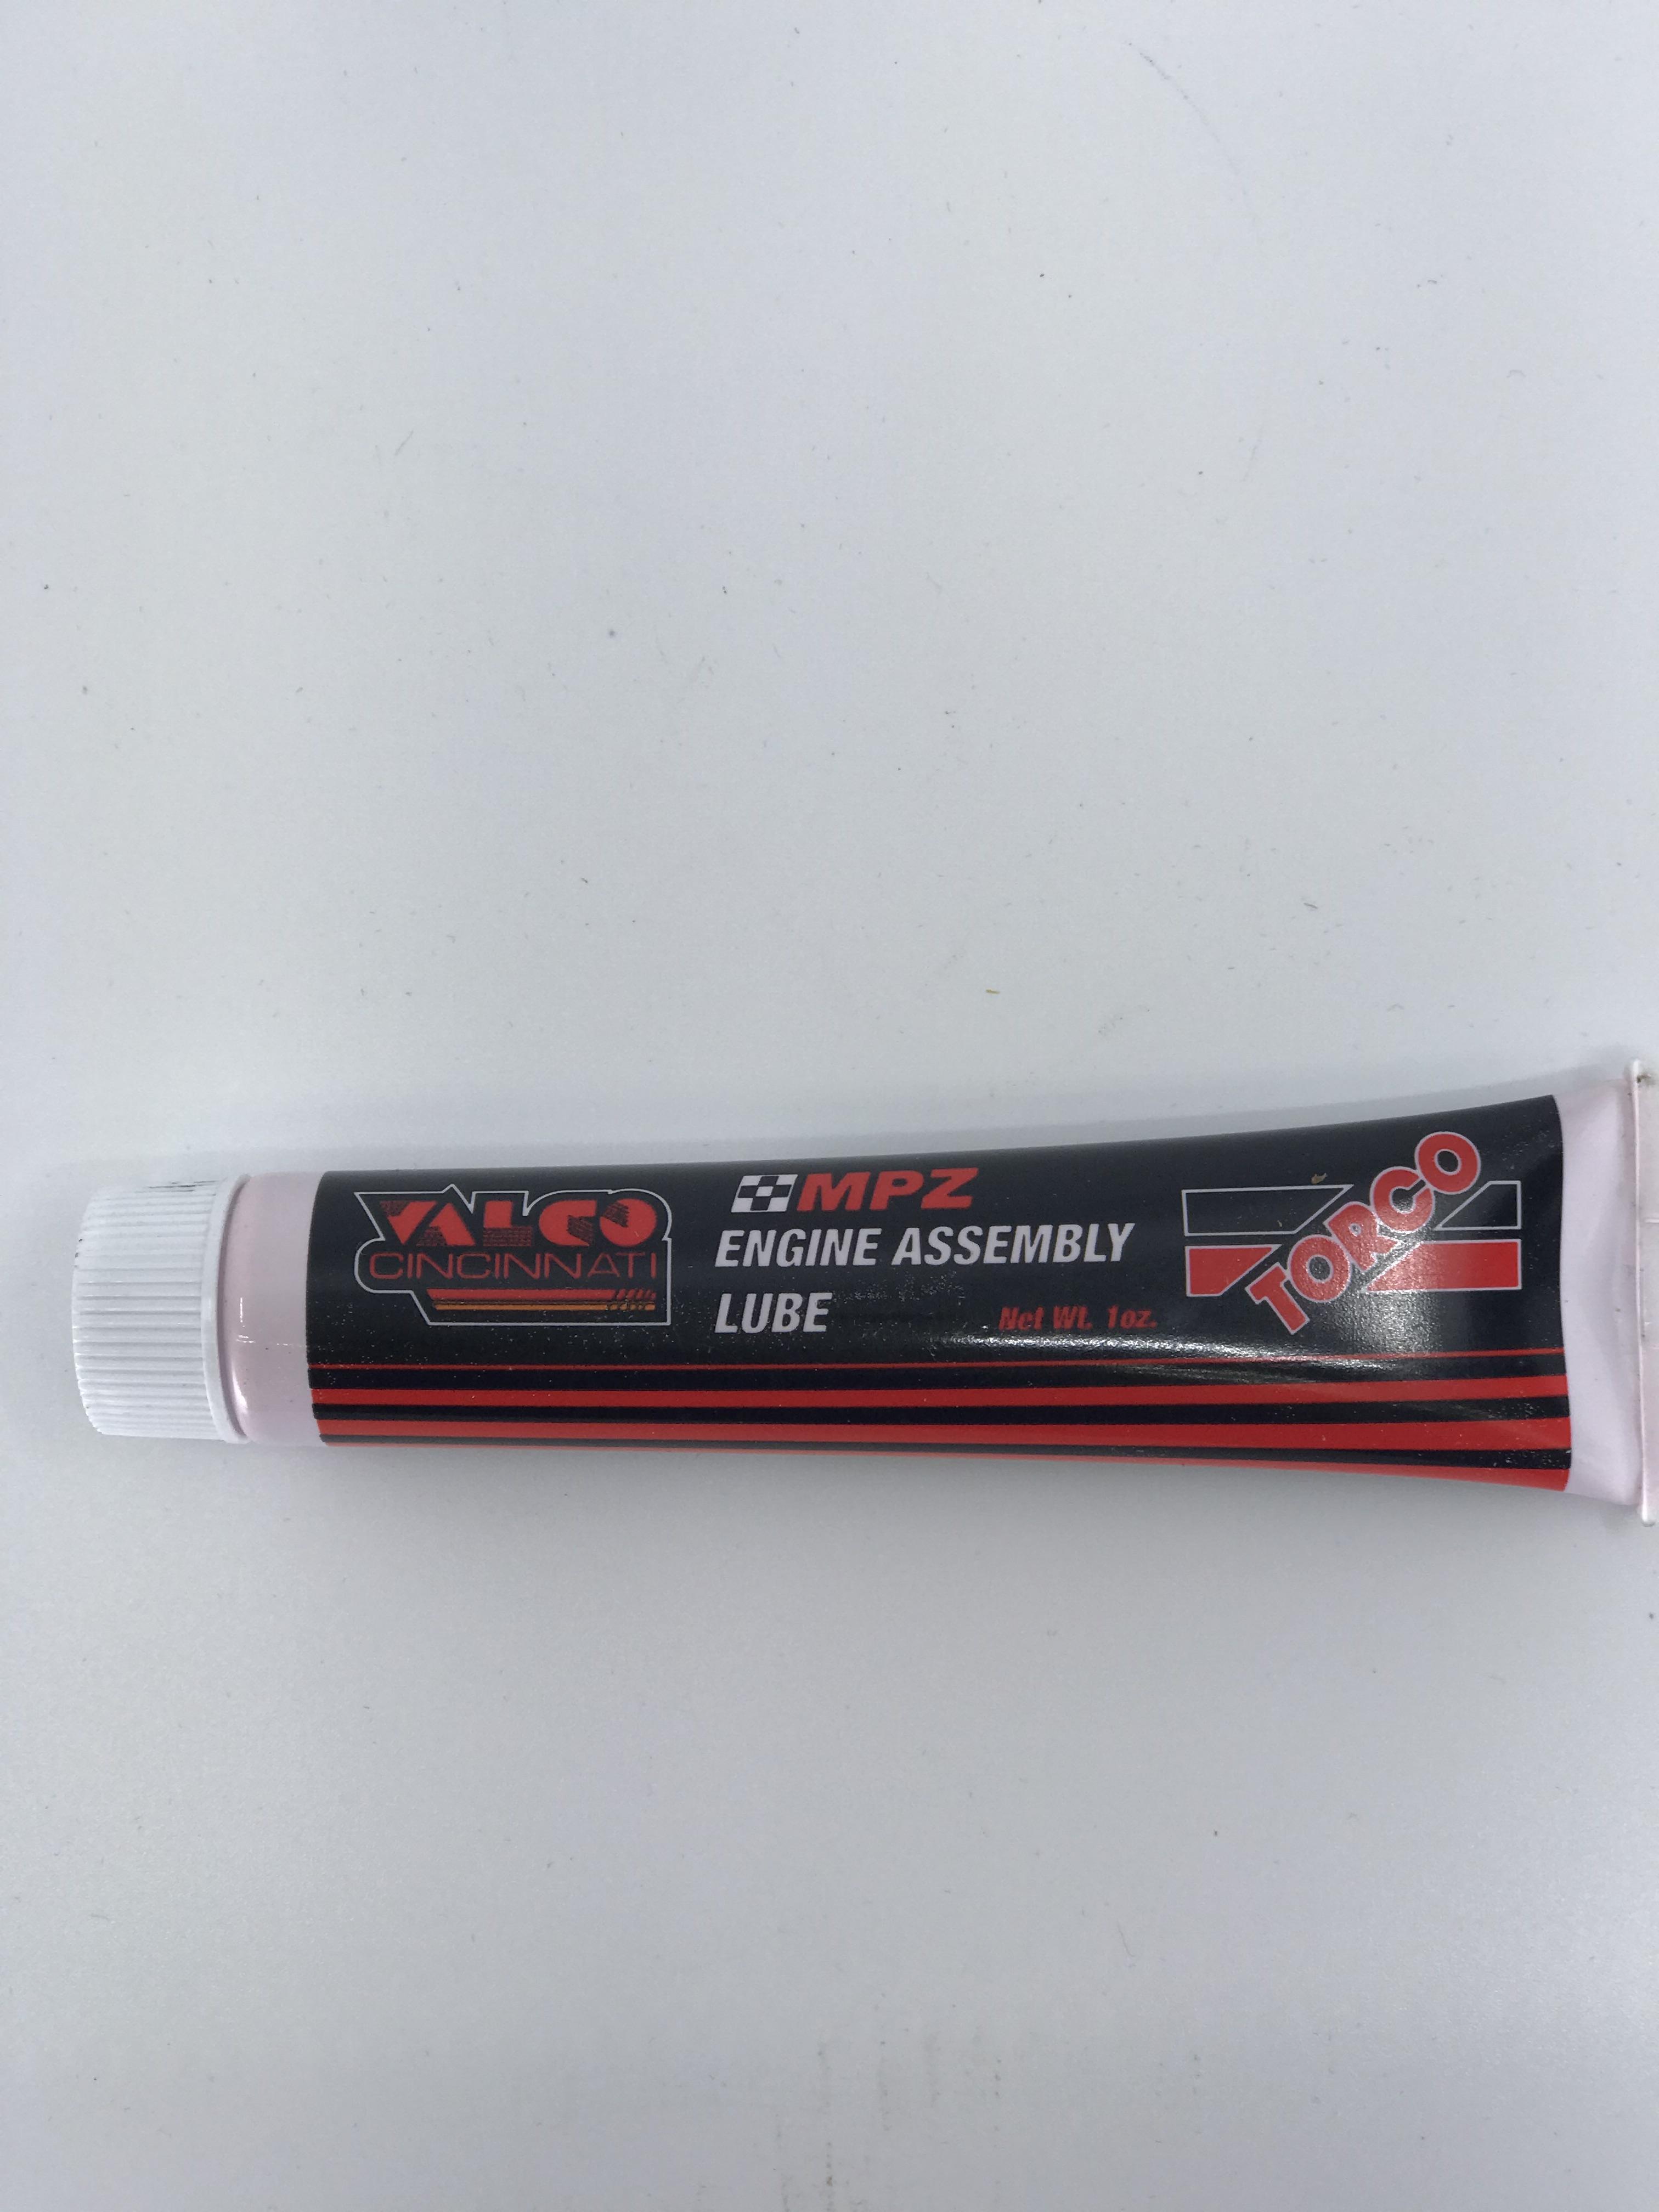 VALCO
CINCINNATI
MPZ
ENGINE ASSEMBLY
LUBE
Net Wt. 1oz.
TORCO